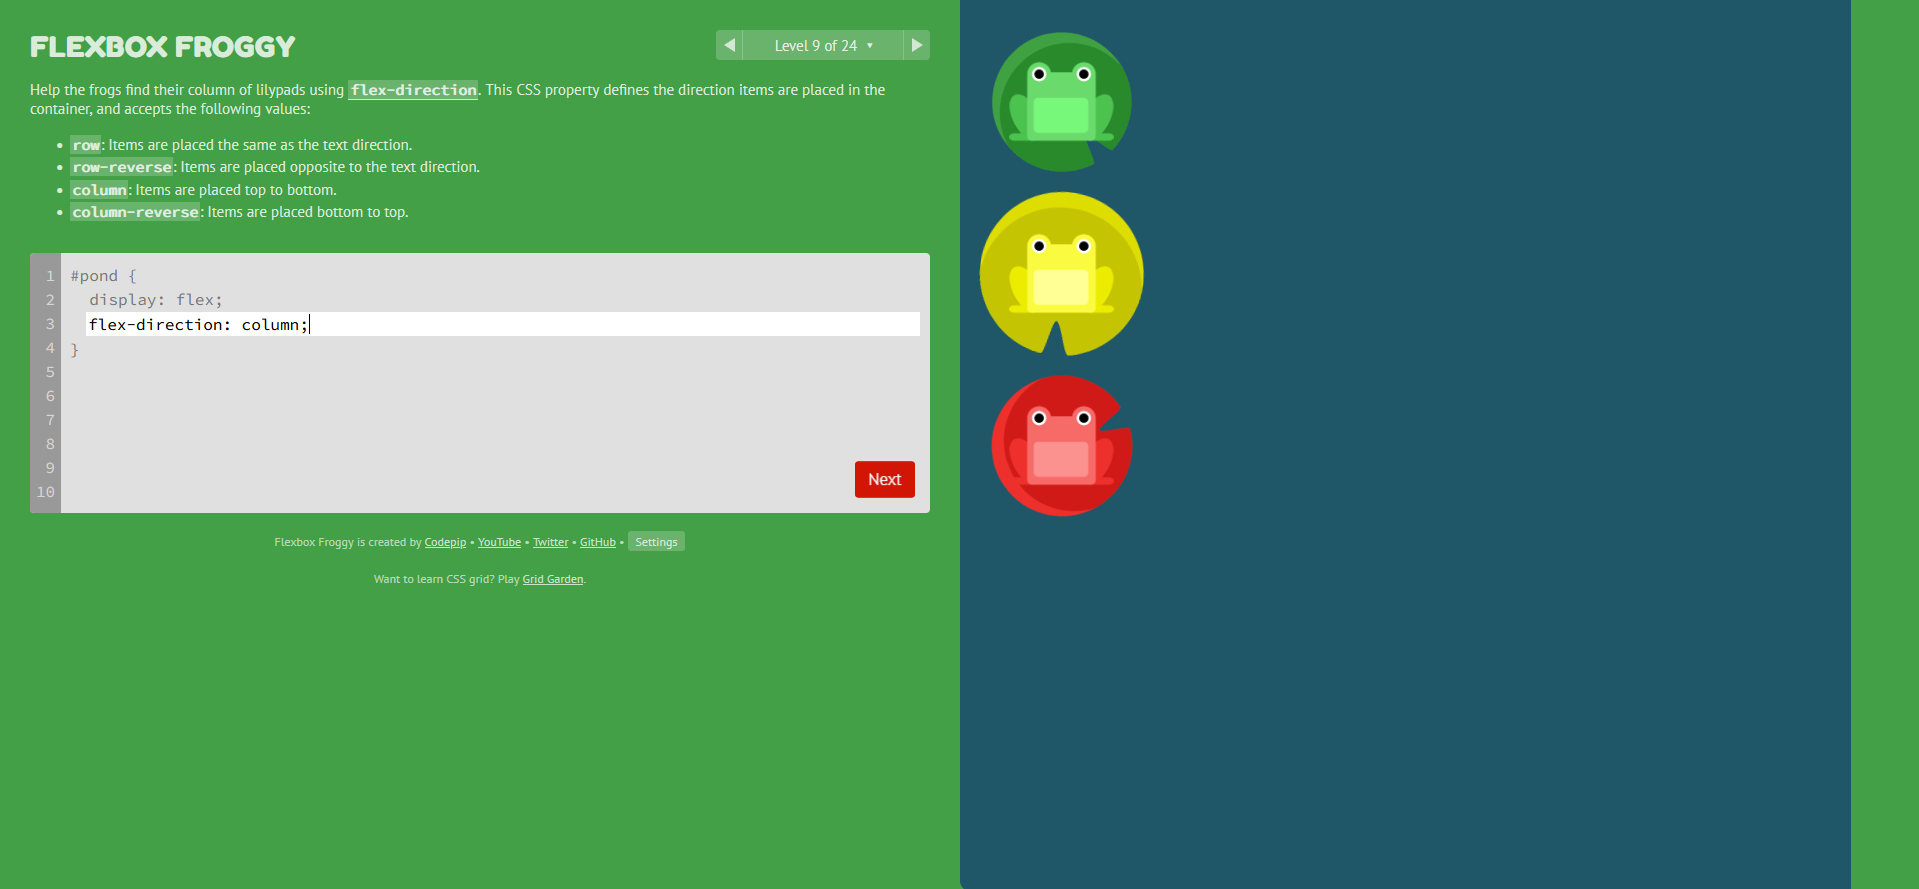 FLEXBOX FROGGY
◀ Level 9 of 24 ▼ ▶
Help the frogs find their column of lilypads using flex-direction. This CSS property defines the direction items are placed in the
container, and accepts the following values:
• row: Items are placed the same as the text direction.
• row-reverse: Items are placed opposite to the text direction.
• column: Items are placed top to bottom.
• column-reverse: Items are placed bottom to top.
1 #pond {
2 display: flex;
3 flex-direction: column;
4 }
5
6
7
8
9
10
Next
Flexbox Froggy is created by Codepip • YouTube • Twitter • GitHub • Settings
Want to learn CSS grid? Play Grid Garden.